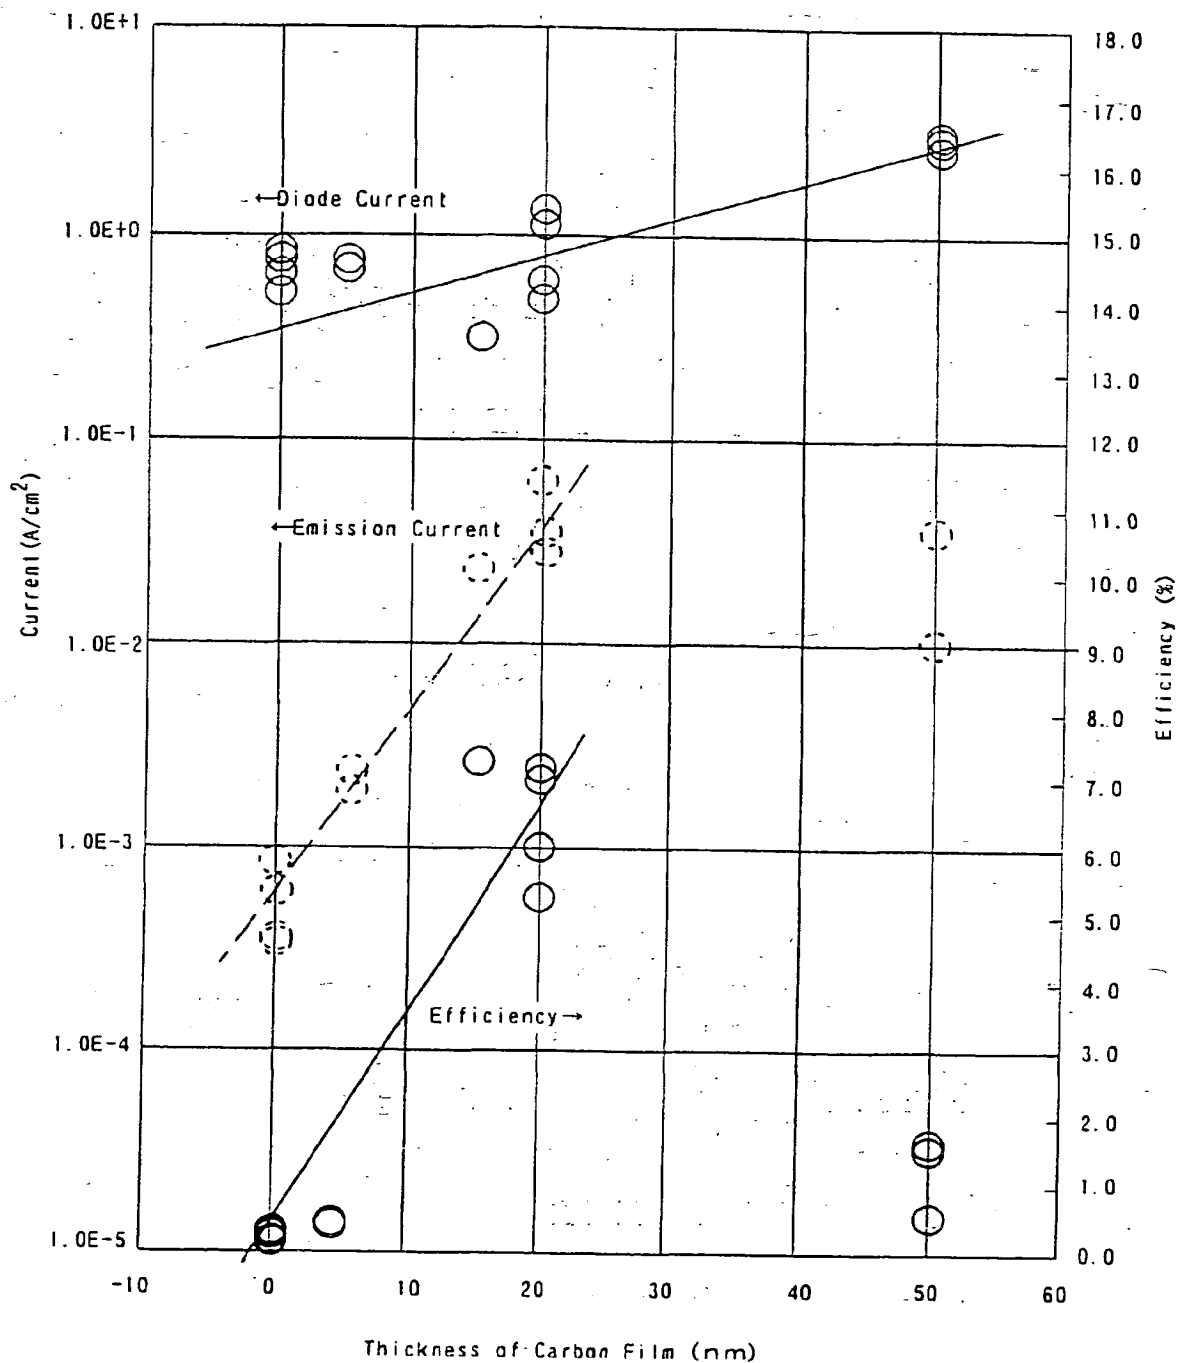 1.0E+1
1.0E+0
1.0E-1
1.0E-2
1.0E-3
1.0E-4
1.0E-5
Current(A/cm²)
←Diode Current
←Emission Current
Efficiency→
18.0
17.0
16.0
15.0
14.0
13.0
12.0
11.0
10.0
9.0
8.0
7.0
6.0
5.0
4.0
3.0
2.0
1.0
0.0
Efficiency (%)
-10 0 10 20 30 40 50 60
Thickness of Carbon Film (nm)